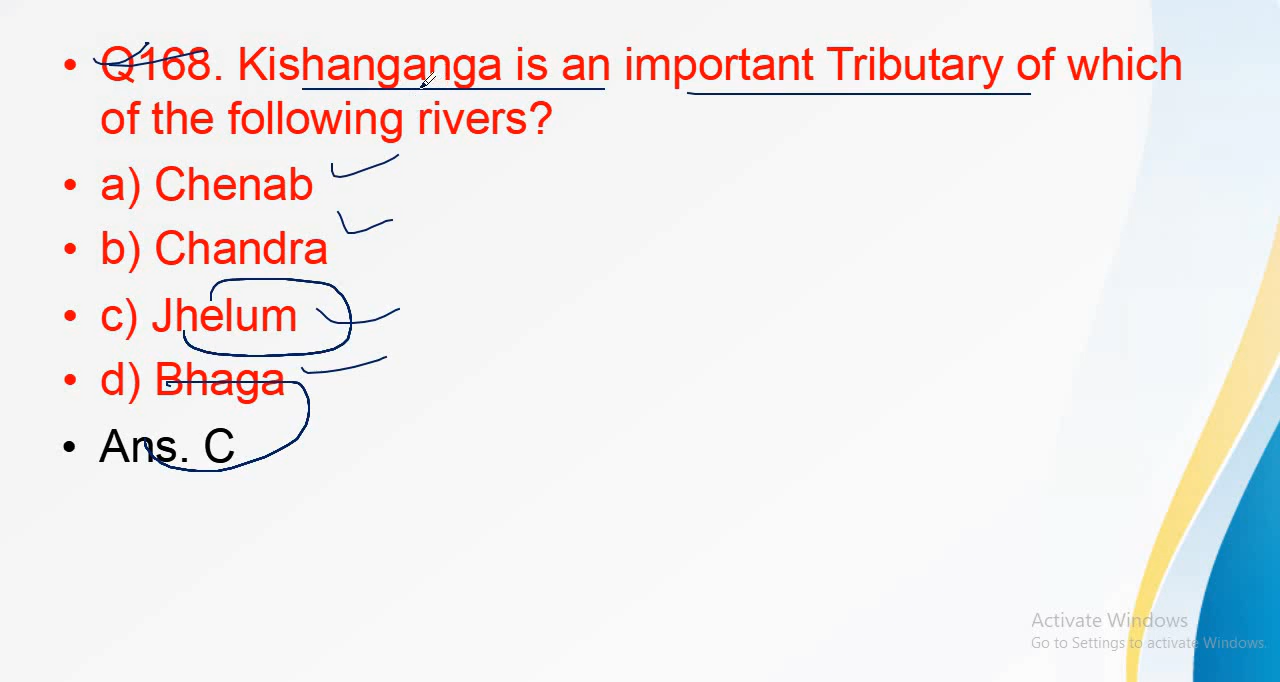 • Q168. Kishanganga is an important Tributary of which
of the following rivers?
• a) Chenab
• b) Chandra
• c) Jhelum
• d) Bhaga
• Ans. C
Activate Windows
Go to Settings to activate Windows.